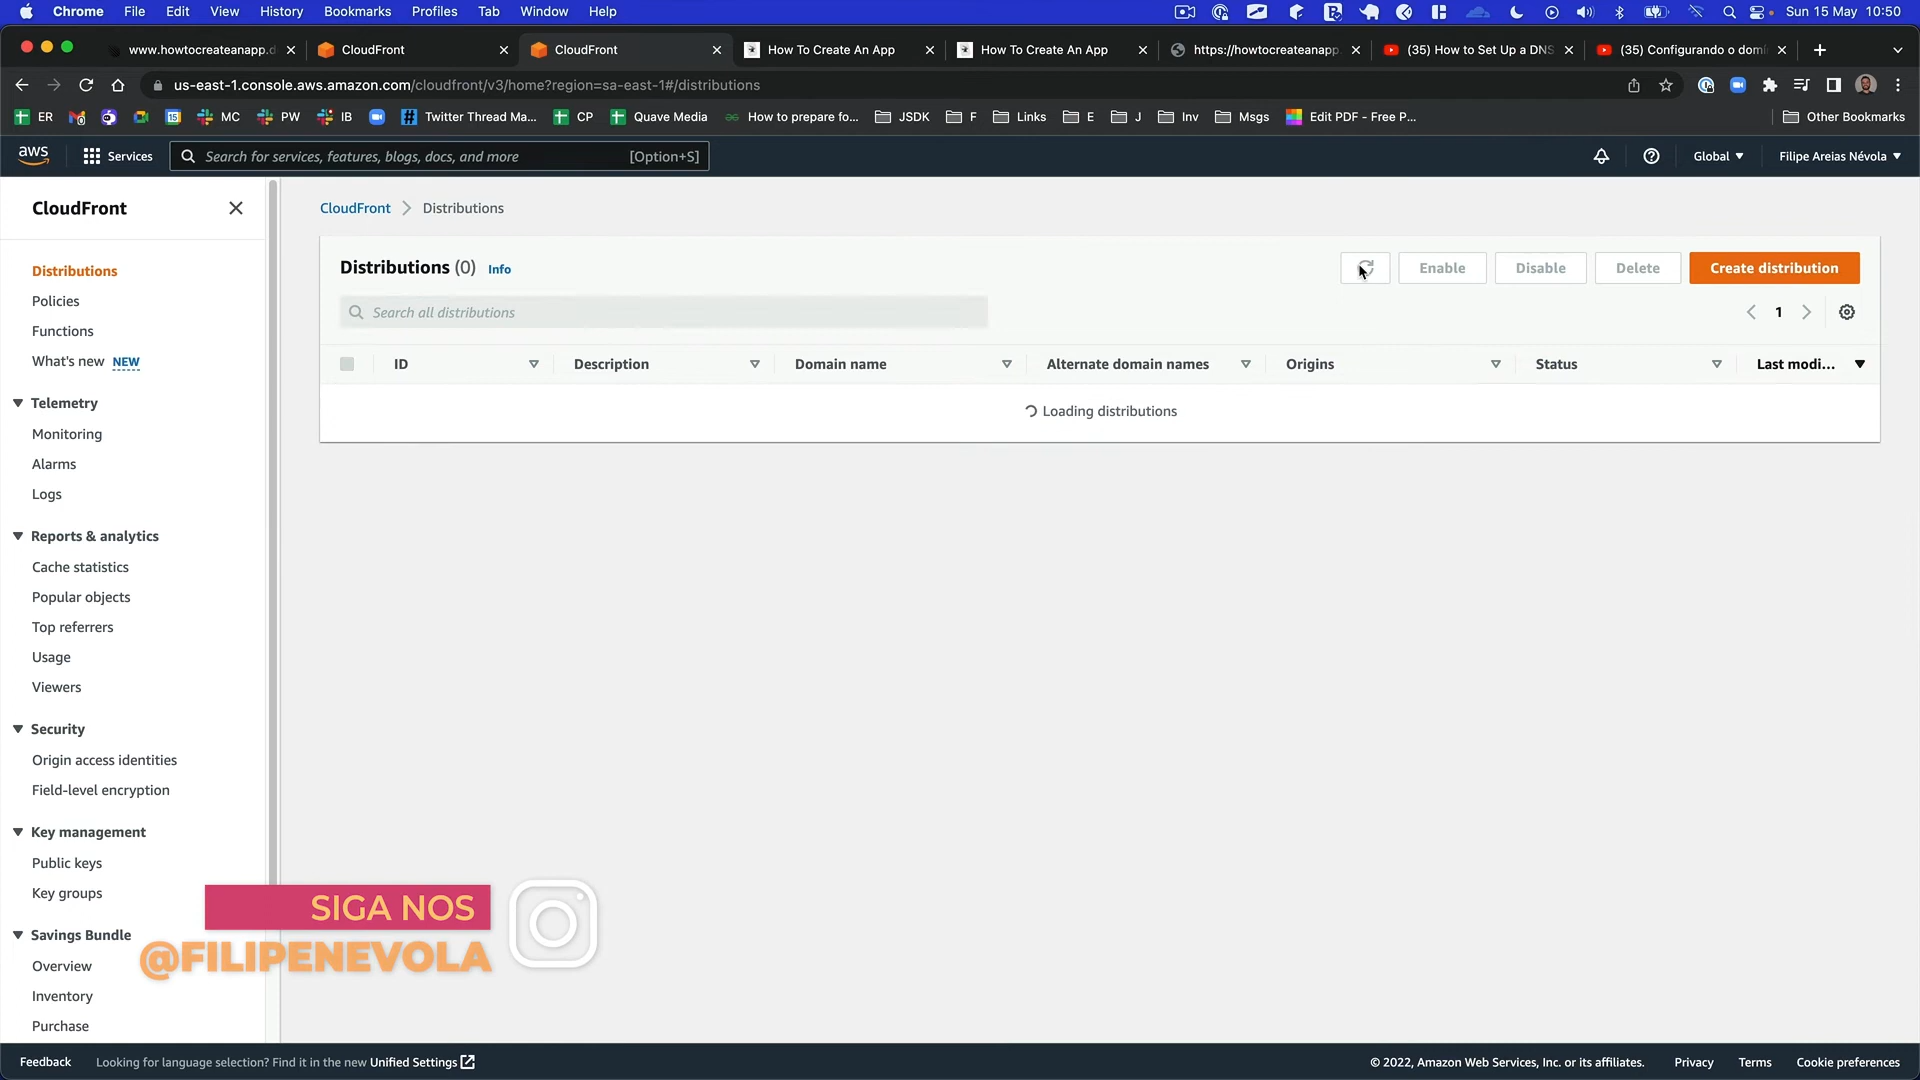 Chrome File Edit View History Bookmarks Profiles Tab Window Help Sun 15 May 10:50
www.howtocreateanapp.d CloudFront CloudFront How To Create An App How To Create An App https://howtocreateanapp. (35) How to Set Up a DNS (35) Configurando o domi
us-east-1.console.aws.amazon.com/cloudfront/v3/home?region=sa-east-1#/distributions
ER 15 MC PW IB Twitter Thread Ma... CP Quave Media How to prepare fo... JSDK F Links E J Inv Msgs Edit PDF - Free P... Other Bookmarks
aws Services Search for services, features, blogs, docs, and more [Option+S] Global Filipe Areias Névola
CloudFront
CloudFront Distributions
Distributions (0) Info Enable Disable Delete Create distribution
Search all distributions 1
ID Description Domain name Alternate domain names Origins Status Last modi...
Loading distributions
Distributions
Policies
Functions
What's new NEW
Telemetry
Monitoring
Alarms
Logs
Reports & analytics
Cache statistics
Popular objects
Top referrers
Usage
Viewers
Security
Origin access identities
Field-level encryption
Key management
Public keys
Key groups
Savings Bundle
Overview
Inventory
Purchase
SIGA NOS
@FILIPENEVOLA
Feedback Looking for language selection? Find it in the new Unified Settings © 2022, Amazon Web Services, Inc. or its affiliates. Privacy Terms Cookie preferences